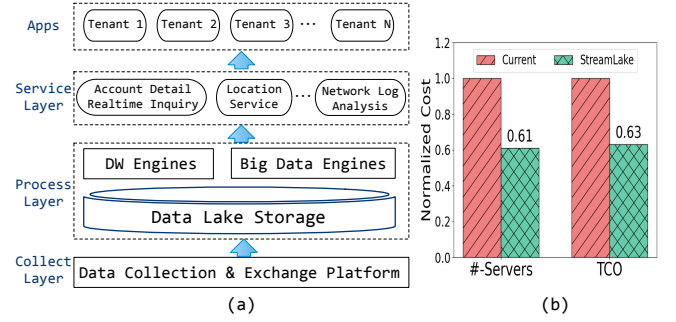 Apps
Tenant 1
Tenant 2
Tenant 3
...
Tenant N
Service
Layer
Account Detail
Realtime Inquiry
Location
Service
...
Network Log
Analysis
Process
Layer
DW Engines
Big Data Engines
Data Lake Storage
Collect
Layer
Data Collection & Exchange Platform
(a)
Current
StreamLake
Normalized Cost
1.2
1.0
0.8
0.6
0.4
0.2
0.0
0.61
0.63
#-Servers
TCO
(b)